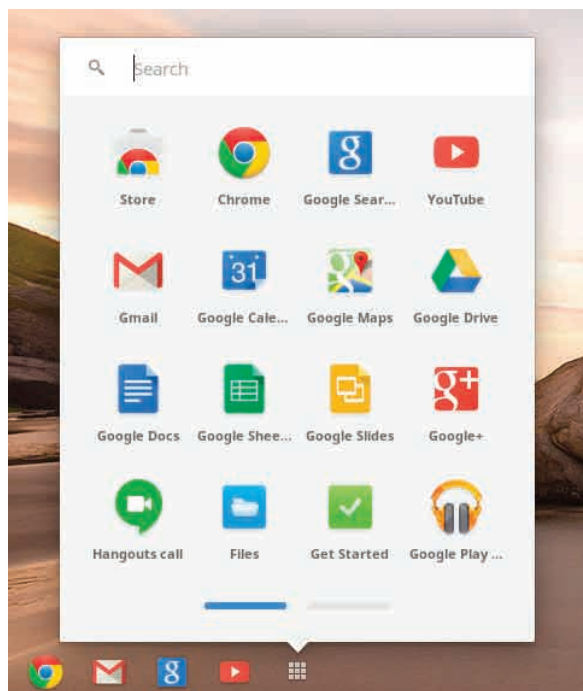 Search
Store Chrome Google Sear... YouTube
31
Gmail Google Cale... Google Maps Google Drive
g+
Google Docs Google Shee... Google Slides Google+
Hangouts call Files Get Started Google Play ...